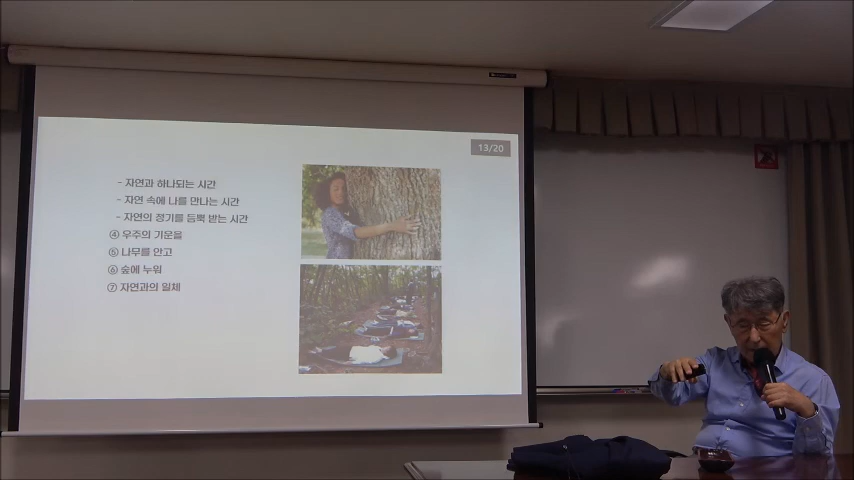 13/20
- 자연과 하나되는 시간
- 자연 속에 나를 만나는 시간
- 자연의 정기를 듬뿍 받는 시간
④ 우주의 기운을
⑤ 나무를 안고
⑥ 숲에 누워
⑦ 자연과의 일체